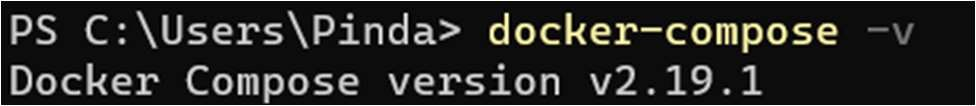 PS C:\Users\Pinda> docker-compose -v
Docker Compose version v2.19.1